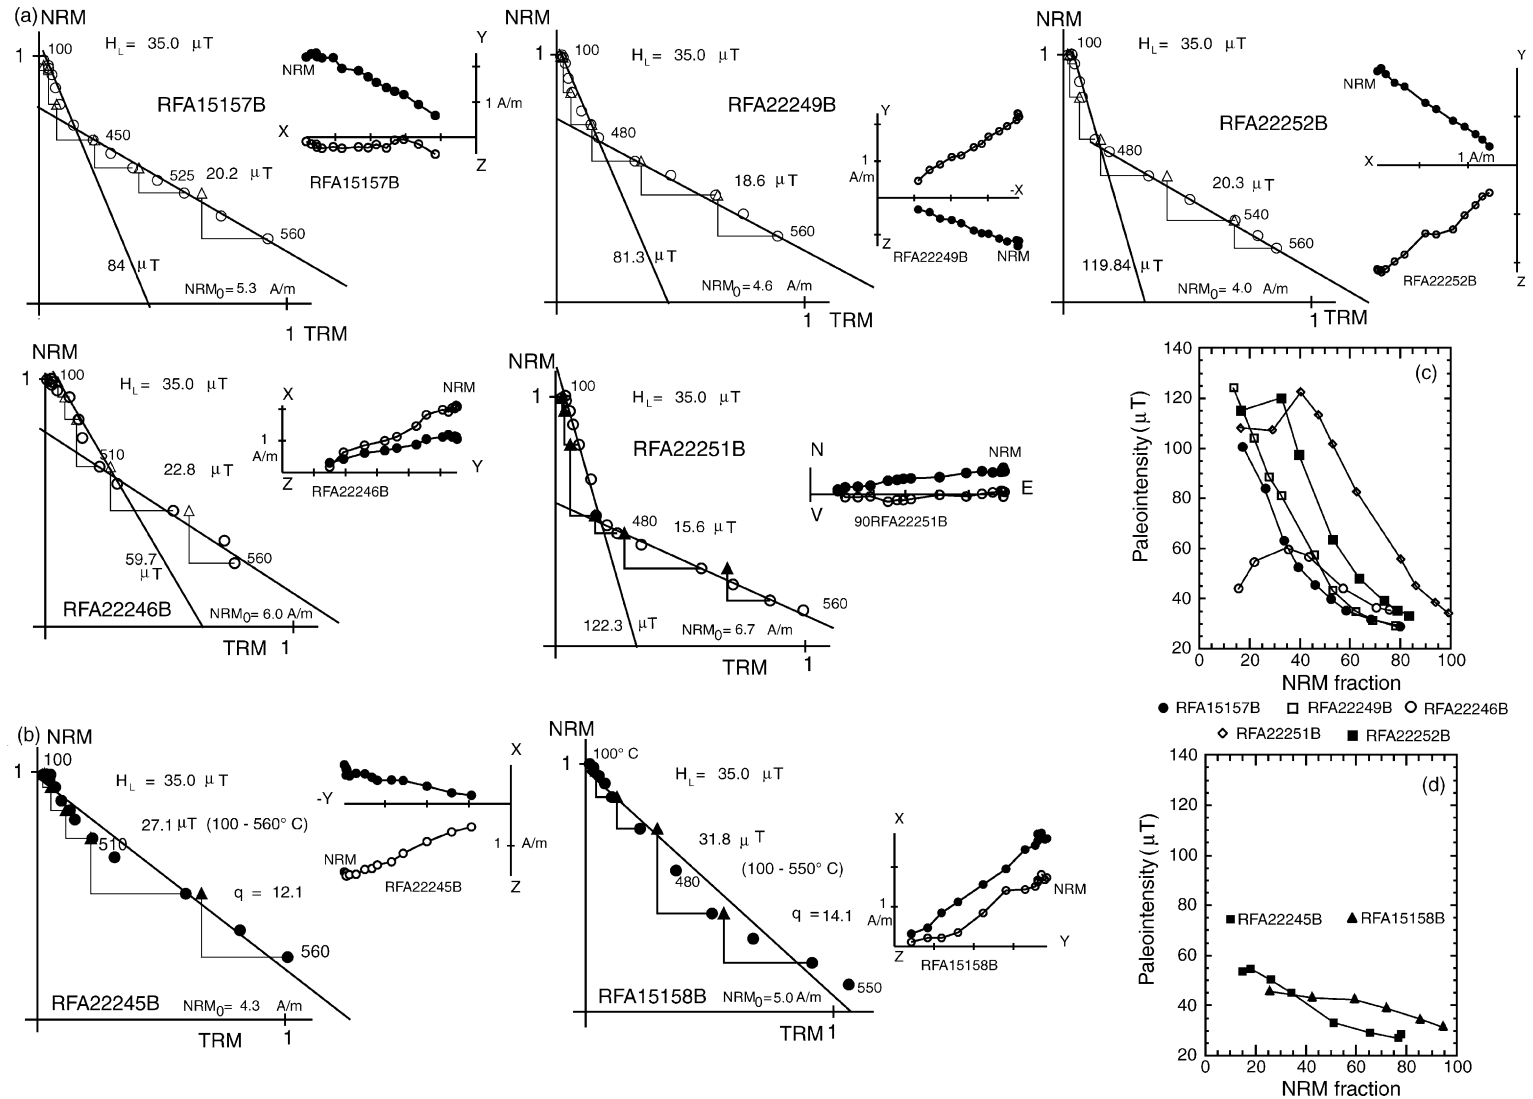 (a)
NRM
1
100
H_L = 35.0 μT
RFA15157B
450
525
20.2 μT
560
84 μT
NRM_0 = 5.3 A/m
1 TRM
NRM
Y
1 A/m
X
Z
RFA15157B
NRM
1
100
H_L = 35.0 μT
RFA22249B
480
18.6 μT
560
81.3 μT
NRM_0 = 4.6 A/m
1 TRM
Y
1
A/m
-X
Z
RFA22249B
NRM
NRM
1
100
H_L = 35.0 μT
RFA22252B
480
20.3 μT
540
560
119.84 μT
NRM_0 = 4.0 A/m
1 TRM
Y
NRM
1 A/m
X
RFA22252B
Z
NRM
1
100
H_L = 35.0 μT
510
22.8 μT
59.7
μT
560
RFA22246B
NRM_0 = 6.0 A/m
TRM 1
X
NRM
1
A/m
Z
Y
RFA22246B
NRM
1
100
H_L = 35.0 μT
RFA22251B
480
15.6 μT
560
122.3 μT
NRM_0 = 6.7 A/m
TRM 1
N
NRM
E
V
90RFA22251B
(c)
140
120
100
80
60
40
20
Paleointensity (μT)
0 20 40 60 80 100
NRM fraction
RFA15157B RFA22249B RFA22246B
RFA22251B RFA22252B
(b)
NRM
1
100
H_L = 35.0 μT
27.1 μT (100 - 560° C)
510
q = 12.1
560
RFA22245B
NRM_0 = 4.3 A/m
TRM 1
X
-Y
1 A/m
NRM
RFA22245B
Z
NRM
1
100° C
H_L = 35.0 μT
31.8 μT
(100 - 550° C)
480
q = 14.1
550
RFA15158B
NRM_0 = 5.0 A/m
TRM 1
X
NRM
1
A/m
Z
Y
RFA15158B
(d)
140
120
100
80
60
40
20
Paleointensity (μT)
RFA22245B RFA15158B
0 20 40 60 80 100
NRM fraction